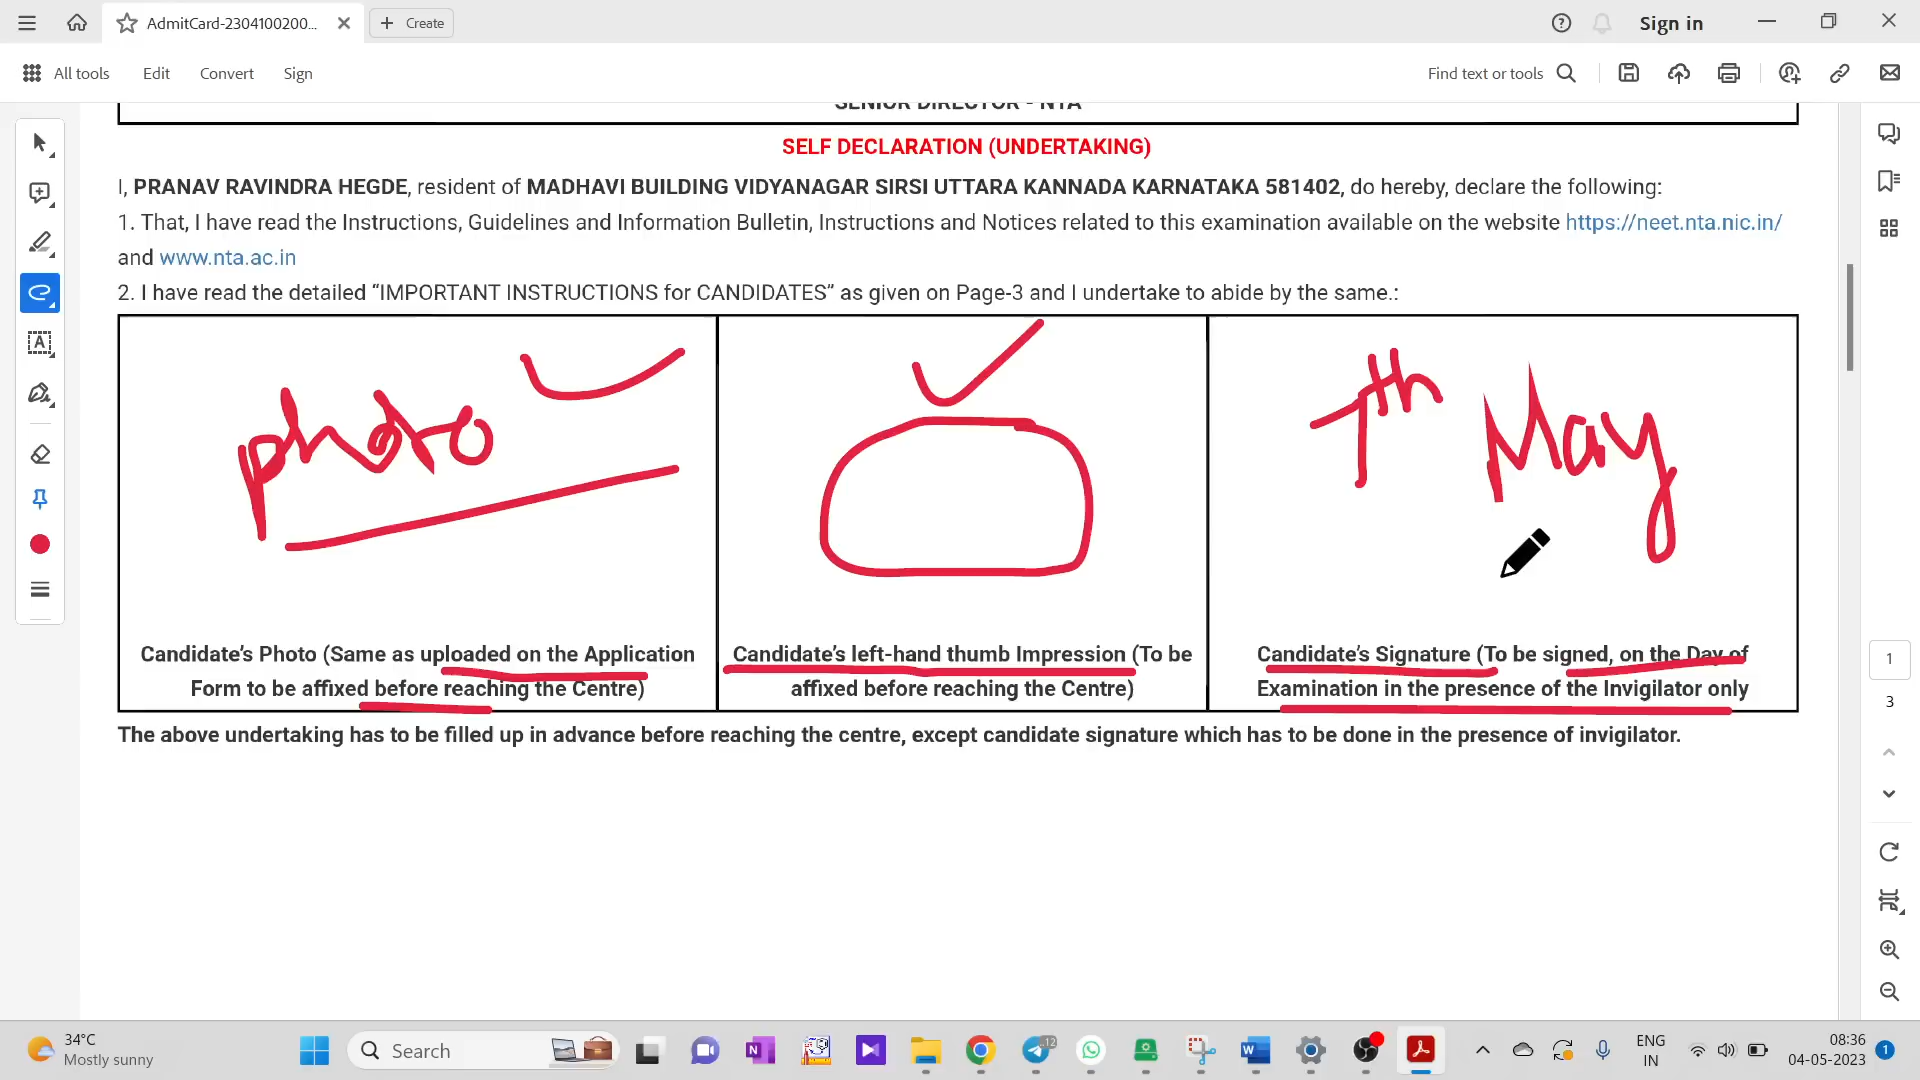 AdmitCard-2304100200...
Create
Sign in
All tools
Edit
Convert
Sign
Find text or tools
SENIOR DIRECTOR - NTA
SELF DECLARATION (UNDERTAKING)
I, PRANAV RAVINDRA HEGDE, resident of MADHAVI BUILDING VIDYANAGAR SIRSI UTTARA KANNADA KARNATAKA 581402, do hereby, declare the following:
1. That, I have read the Instructions, Guidelines and Information Bulletin, Instructions and Notices related to this examination available on the website https://neet.nta.nic.in/
and www.nta.ac.in
2. I have read the detailed “IMPORTANT INSTRUCTIONS for CANDIDATES” as given on Page-3 and I undertake to abide by the same.:
photo
7th May
Candidate’s Photo (Same as uploaded on the Application
Form to be affixed before reaching the Centre)
Candidate’s left-hand thumb Impression (To be
affixed before reaching the Centre)
Candidate’s Signature (To be signed, on the Day of
Examination in the presence of the Invigilator only
The above undertaking has to be filled up in advance before reaching the centre, except candidate signature which has to be done in the presence of invigilator.
1
3
34°C
Mostly sunny
Search
12
ENG
IN
08:36
04-05-2023
1